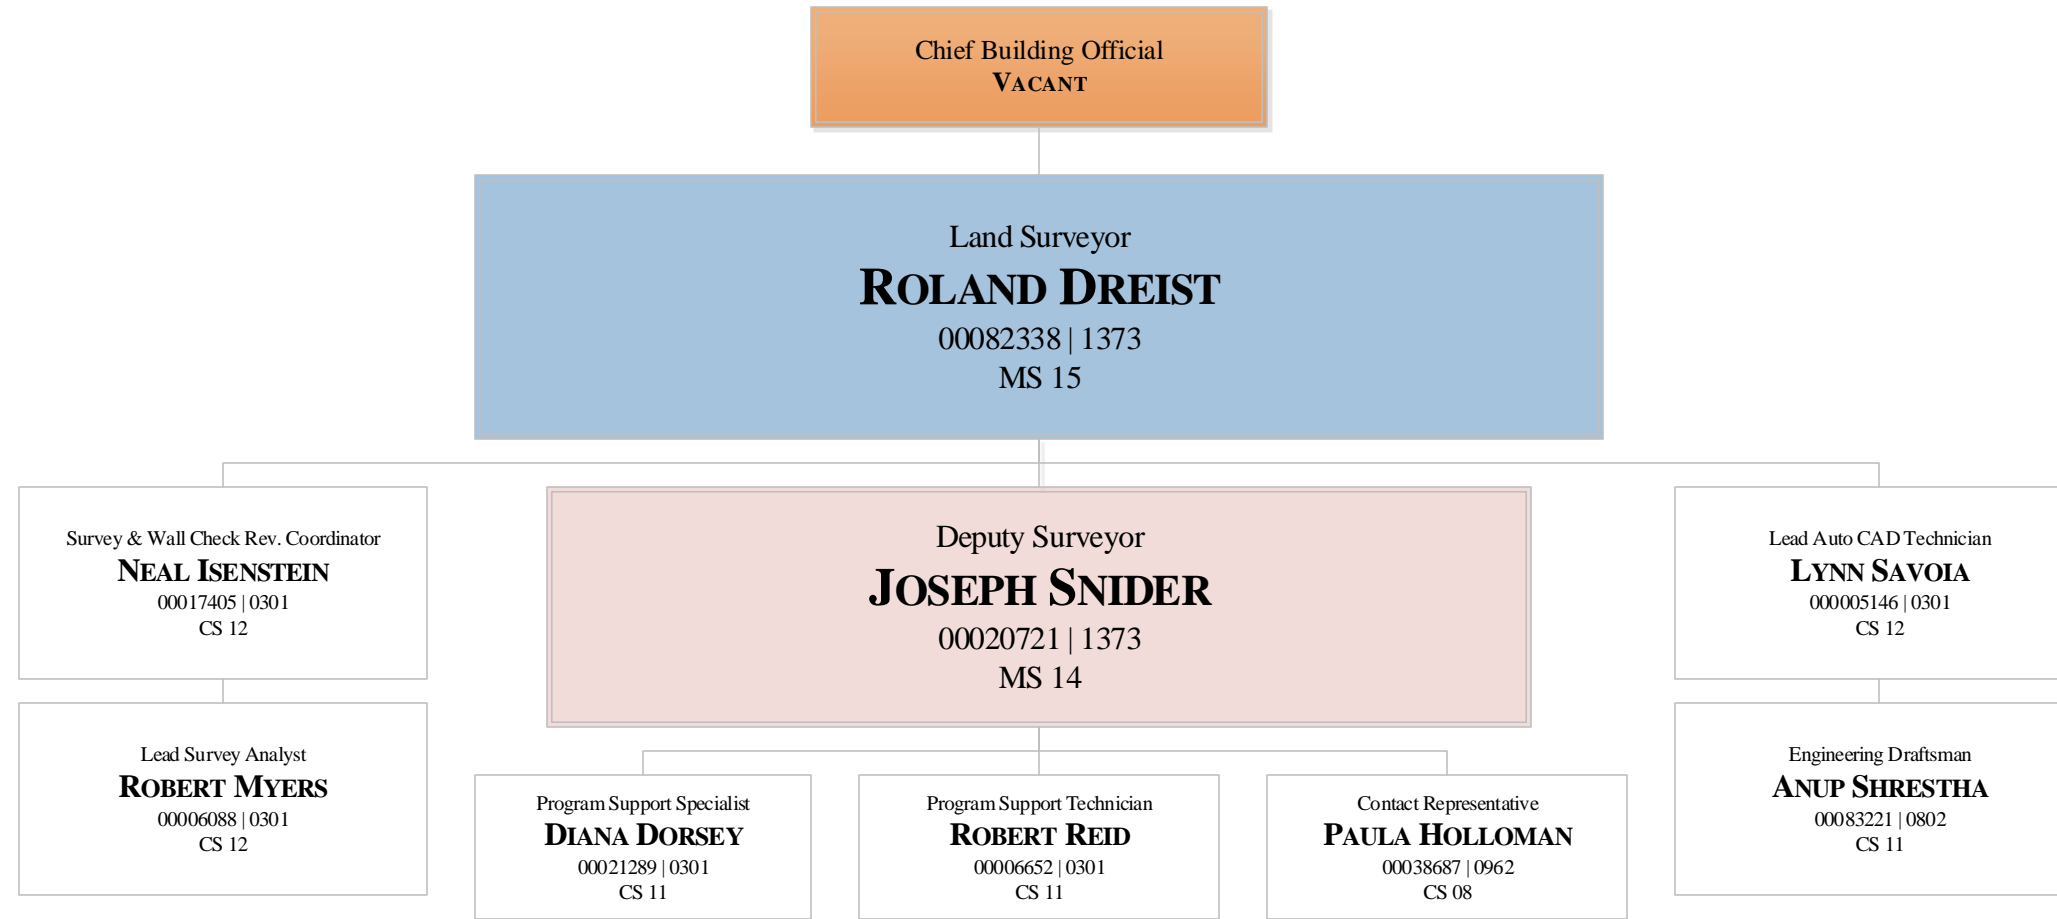 Chief Building Official
VACANT
Land Surveyor
ROLAND DREIST
00082338 | 1373
MS 15
Survey & Wall Check Rev. Coordinator
NEAL ISENSTEIN
00017405 | 0301
CS 12
Deputy Surveyor
JOSEPH SNIDER
00020721 | 1373
MS 14
Lead Auto CAD Technician
LYNN SAVOIA
000005146 | 0301
CS 12
Lead Survey Analyst
ROBERT MYERS
00006088 | 0301
CS 12
Program Support Specialist
DIANA DORSEY
00021289 | 0301
CS 11
Program Support Technician
ROBERT REID
00006652 | 0301
CS 11
Contact Representative
PAULA HOLLOMAN
00038687 | 0962
CS 08
Engineering Draftsman
ANUP SHRESTHA
00083221 | 0802
CS 11